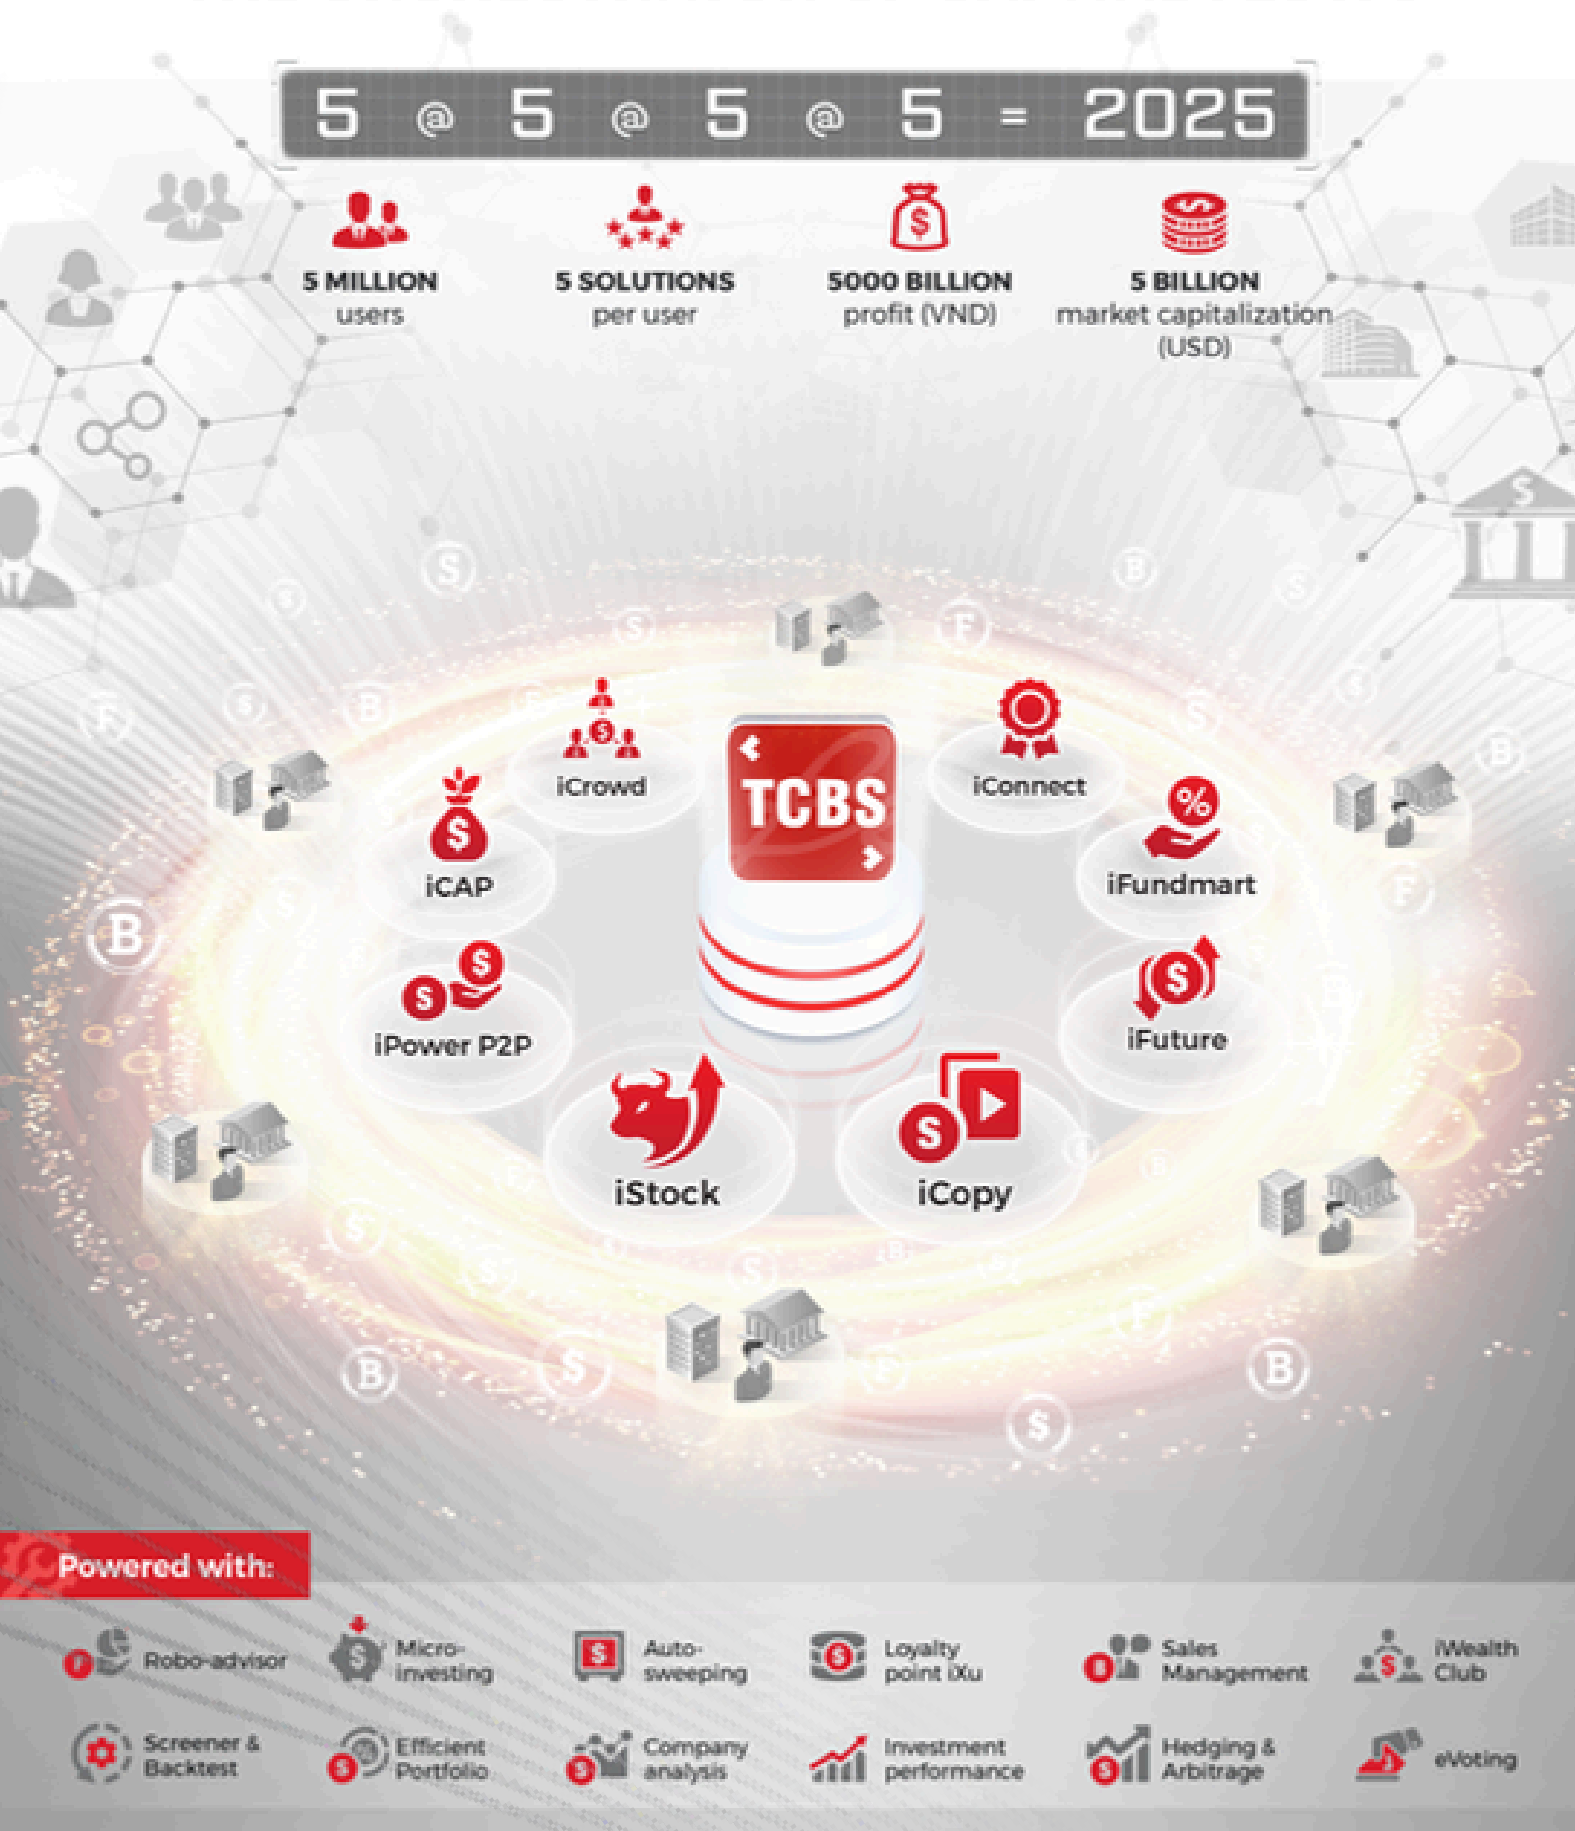 5 @ 5 @ 5 @ 5 = 2025
5 MILLION
users
5 SOLUTIONS
per user
5000 BILLION
profit (VND)
5 BILLION
market capitalization
(USD)
iCrowd
TCBS
iConnect
iCAP
iFundmart
iPower P2P
iFuture
iStock
iCopy
Powered with:
Robo-advisor
Micro-
investing
Auto-
sweeping
Loyalty
point iXu
Sales
Management
iWealth
Club
Screener &
Backtest
Efficient
Portfolio
Company
analysis
Investment
performance
Hedging &
Arbitrage
eVoting